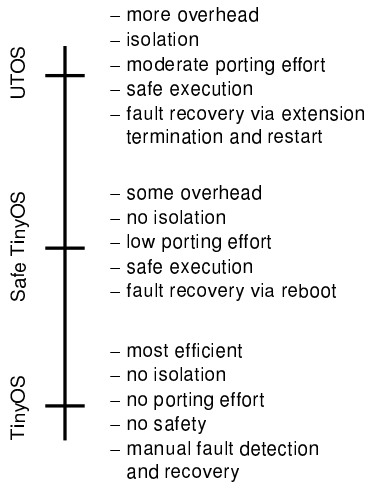 UTOS
– more overhead
– isolation
– moderate porting effort
– safe execution
– fault recovery via extension
termination and restart
Safe TinyOS
– some overhead
– no isolation
– low porting effort
– safe execution
– fault recovery via reboot
TinyOS
– most efficient
– no isolation
– no porting effort
– no safety
– manual fault detection
and recovery